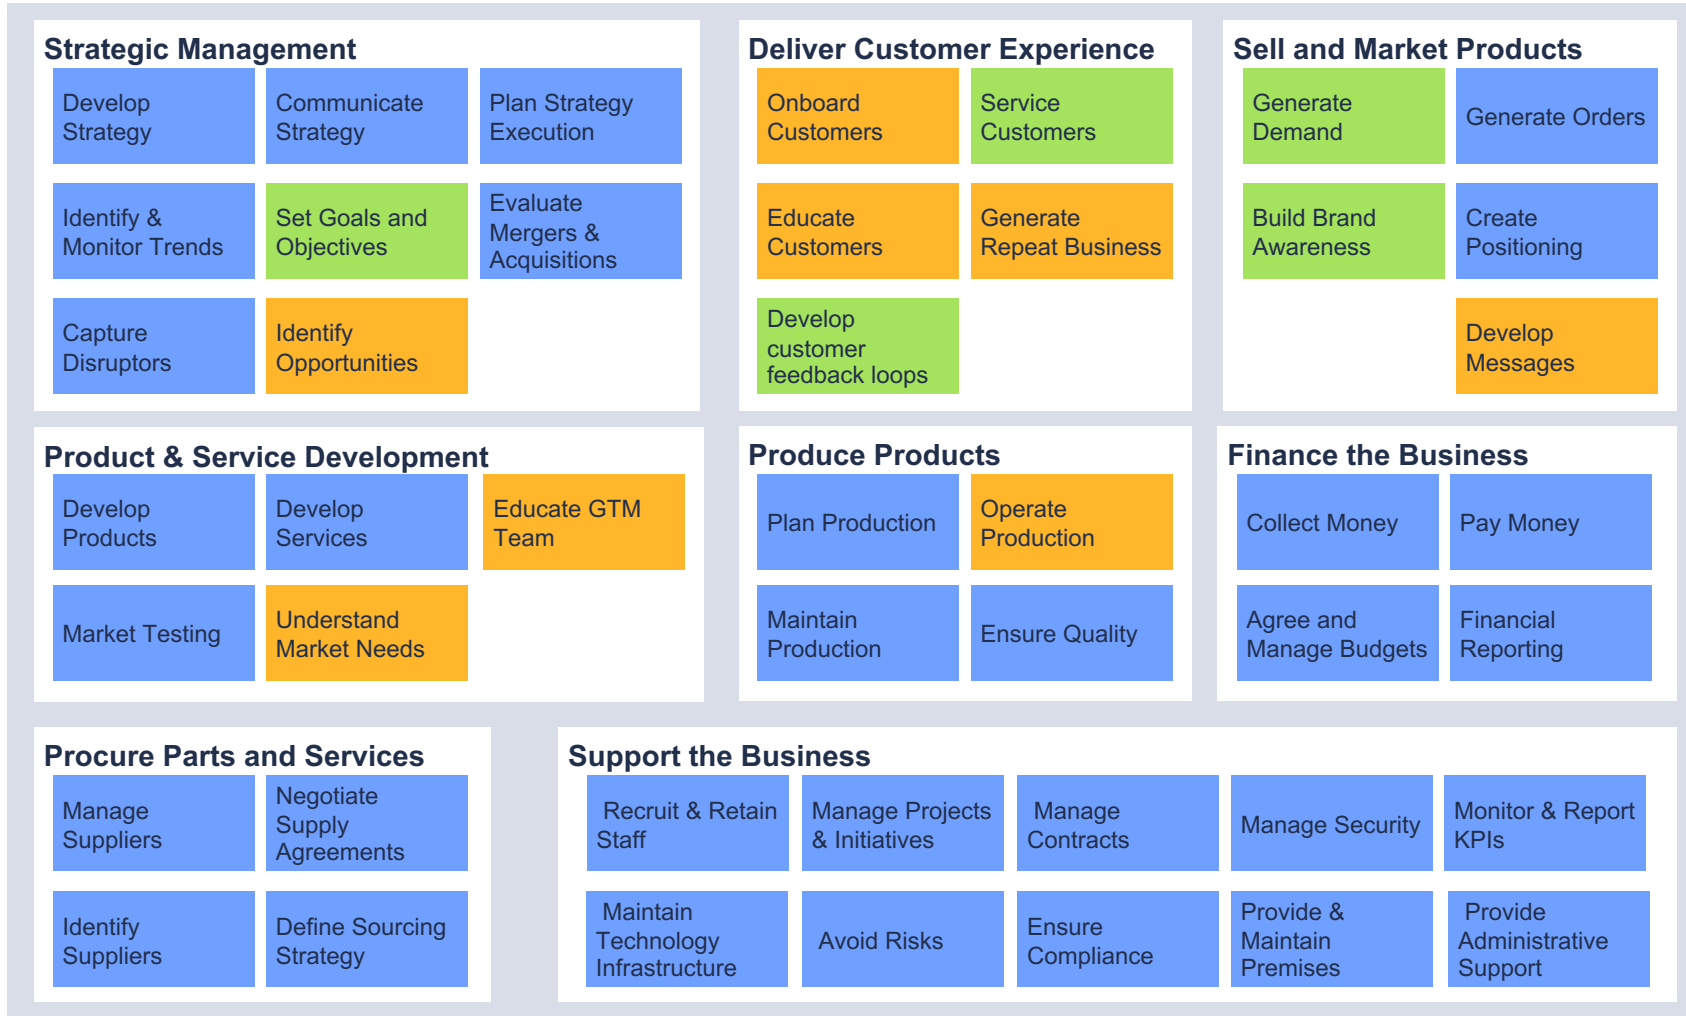 Strategic Management
Develop
Strategy
Communicate
Strategy
Plan Strategy
Execution
Identify &
Monitor Trends
Set Goals and
Objectives
Evaluate
Mergers &
Acquisitions
Capture
Disruptors
Identify
Opportunities
Deliver Customer Experience
Onboard
Customers
Service
Customers
Educate
Customers
Generate
Repeat Business
Develop
customer
feedback loops
Sell and Market Products
Generate
Demand
Generate Orders
Build Brand
Awareness
Create
Positioning
Develop
Messages
Product & Service Development
Develop
Products
Develop
Services
Educate GTM
Team
Market Testing
Understand
Market Needs
Produce Products
Plan Production
Operate
Production
Maintain
Production
Ensure Quality
Finance the Business
Collect Money
Pay Money
Agree and
Manage Budgets
Financial
Reporting
Procure Parts and Services
Manage
Suppliers
Negotiate
Supply
Agreements
Identify
Suppliers
Define Sourcing
Strategy
Support the Business
Recruit & Retain
Staff
Manage Projects
& Initiatives
Manage
Contracts
Manage Security
Monitor & Report
KPIs
Maintain
Technology
Infrastructure
Avoid Risks
Ensure
Compliance
Provide &
Maintain
Premises
Provide
Administrative
Support